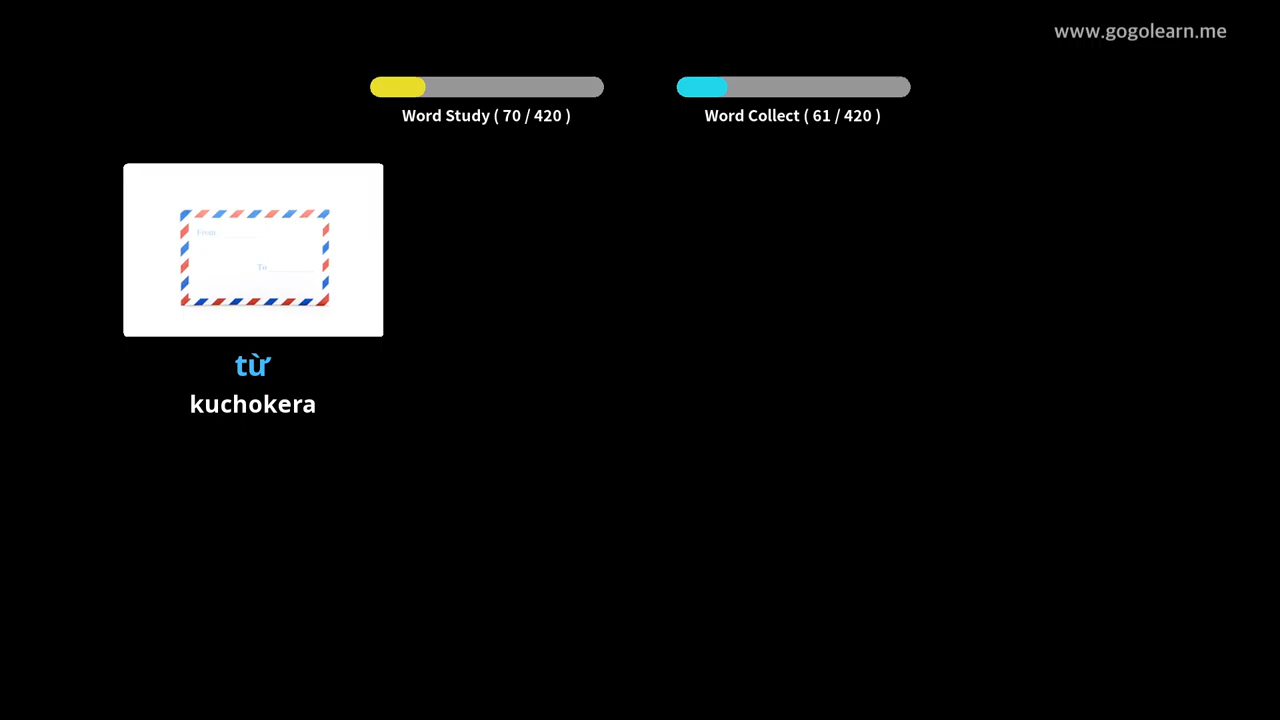 www.gogolearn.me
Word Study ( 70 / 420 )
Word Collect ( 61 / 420 )
From
To
từ
kuchokera